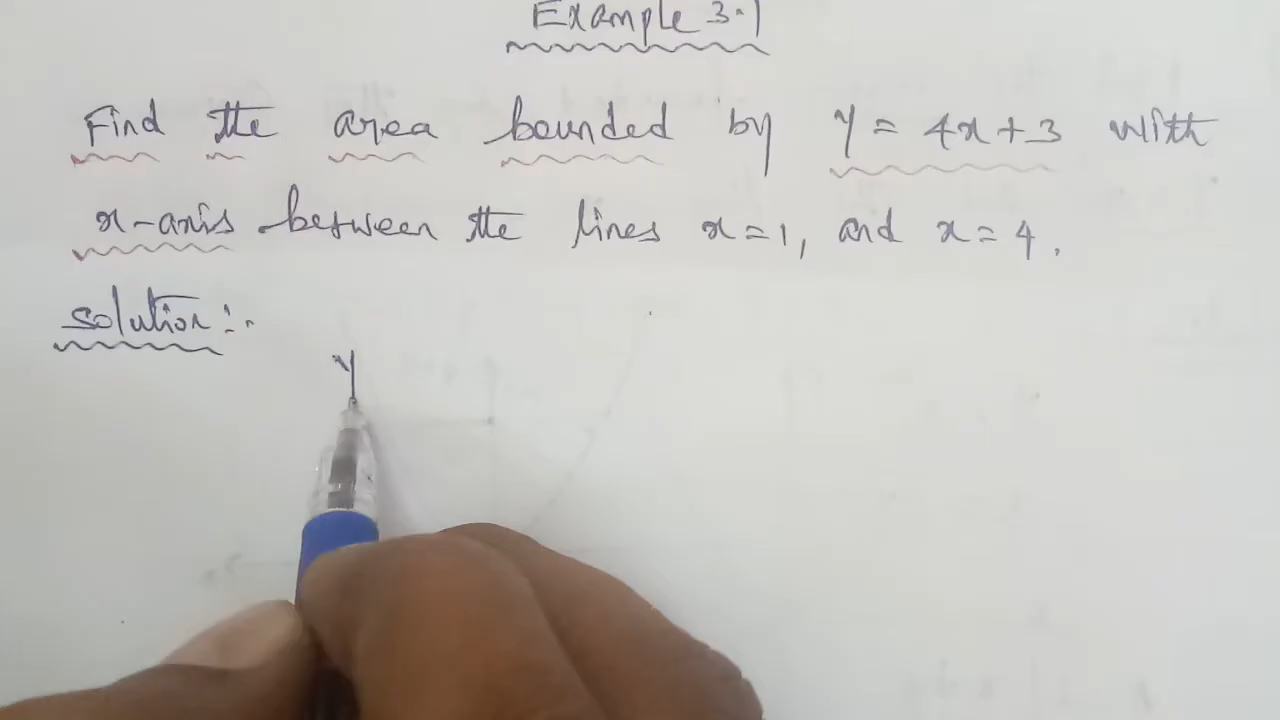 Example 3.1
Find the area bounded by y = 4x+3 with
x-axis between the lines x=1, and x=4.
Solution:-
Y